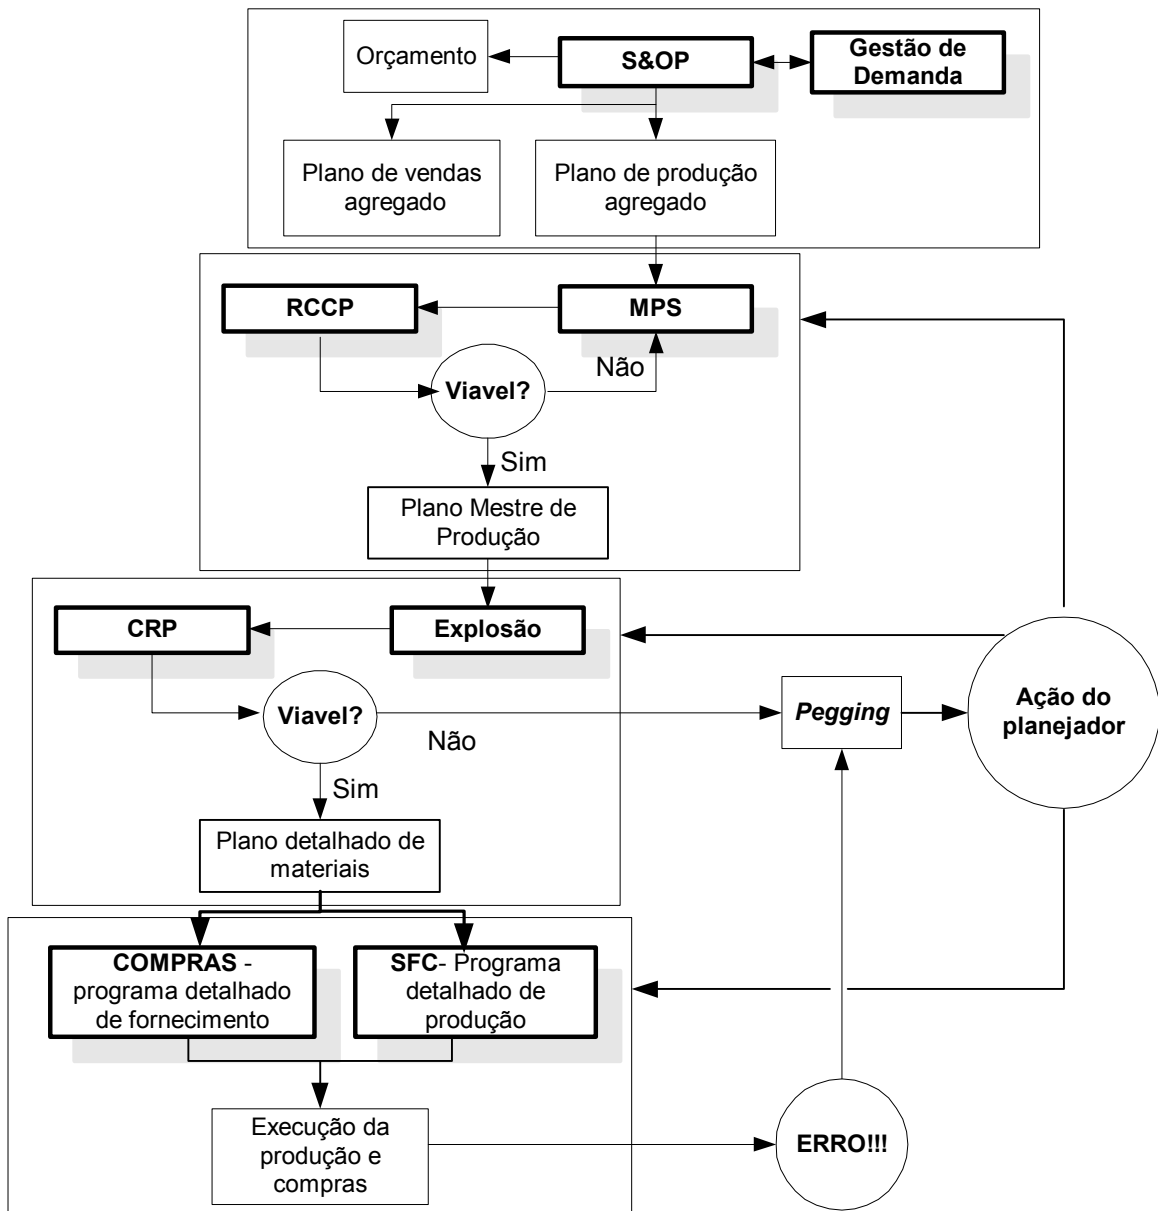 Orçamento
S&OP
Gestão de
Demanda
Plano de vendas
agregado
Plano de produção
agregado
RCCP
MPS
Viavel?
Não
Sim
Plano Mestre de
Produção
CRP
Explosão
Viavel?
Não
Pegging
Ação do
planejador
Sim
Plano detalhado de
materiais
COMPRAS -
programa detalhado
de fornecimento
SFC- Programa
detalhado de
produção
Execução da
produção e
compras
ERRO!!!